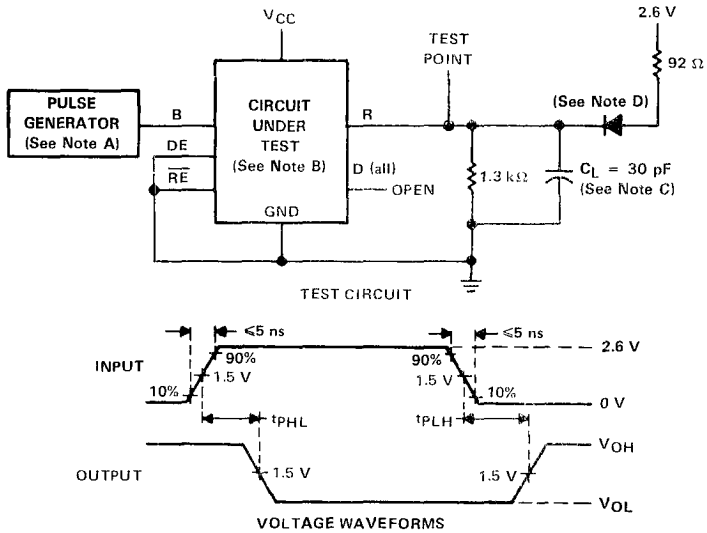 VCC
2.6 V
TEST
POINT
92 Ω
PULSE
GENERATOR
(See Note A)
B
CIRCUIT
UNDER
TEST
(See Note B)
R
(See Note D)
DE
RE
D (all)
OPEN
1.3 kΩ
CL = 30 pF
(See Note C)
GND
TEST CIRCUIT
≤5 ns
≤5 ns
INPUT
90%
90%
2.6 V
1.5 V
1.5 V
10%
10%
0 V
tPHL
tPLH
VOH
OUTPUT
1.5 V
1.5 V
VOL
VOLTAGE WAVEFORMS